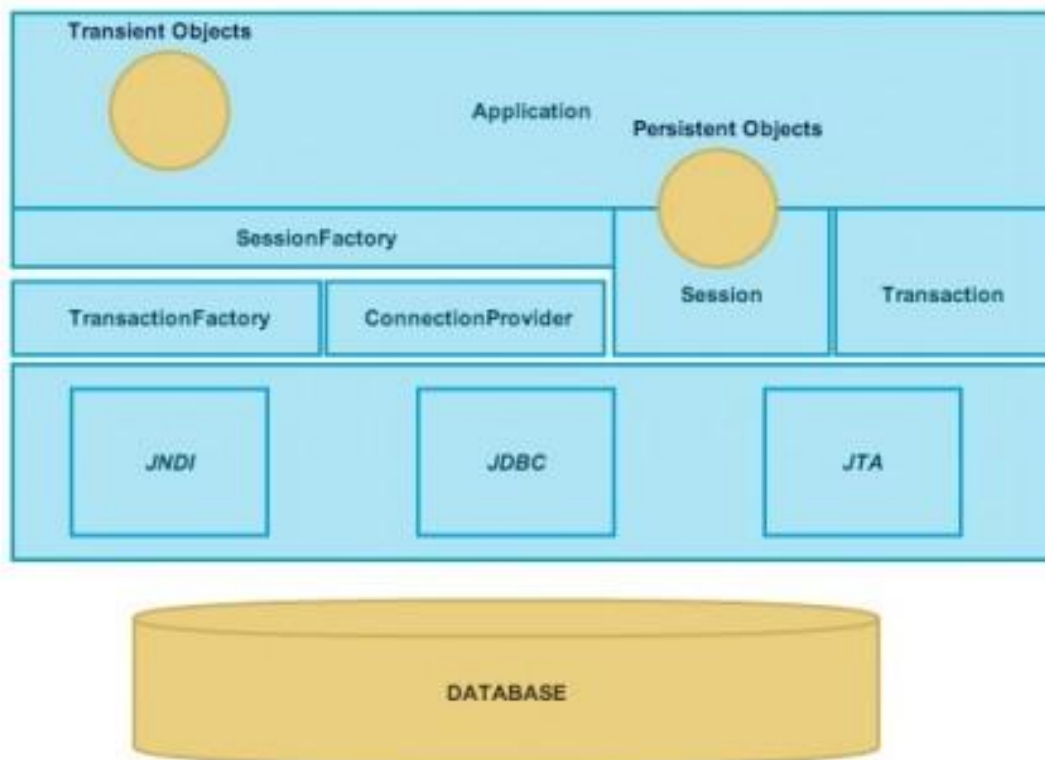 Transient Objects
Application
Persistent Objects
SessionFactory
Session
Transaction
TransactionFactory
ConnectionProvider
JNDI
JDBC
JTA
DATABASE